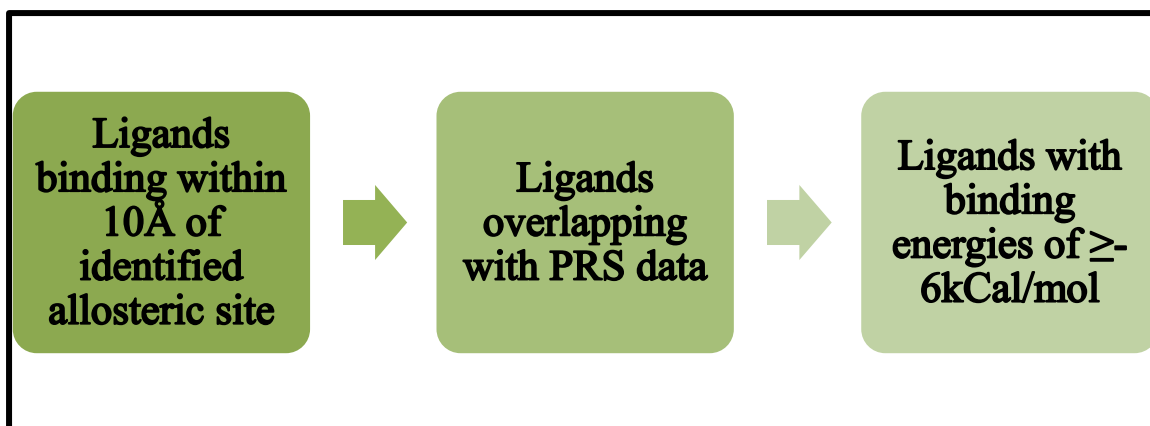 Ligands
binding within
10Å of
identified
allosteric site
Ligands
overlapping
with PRS data
Ligands with
binding
energies of ≥-
6kCal/mol